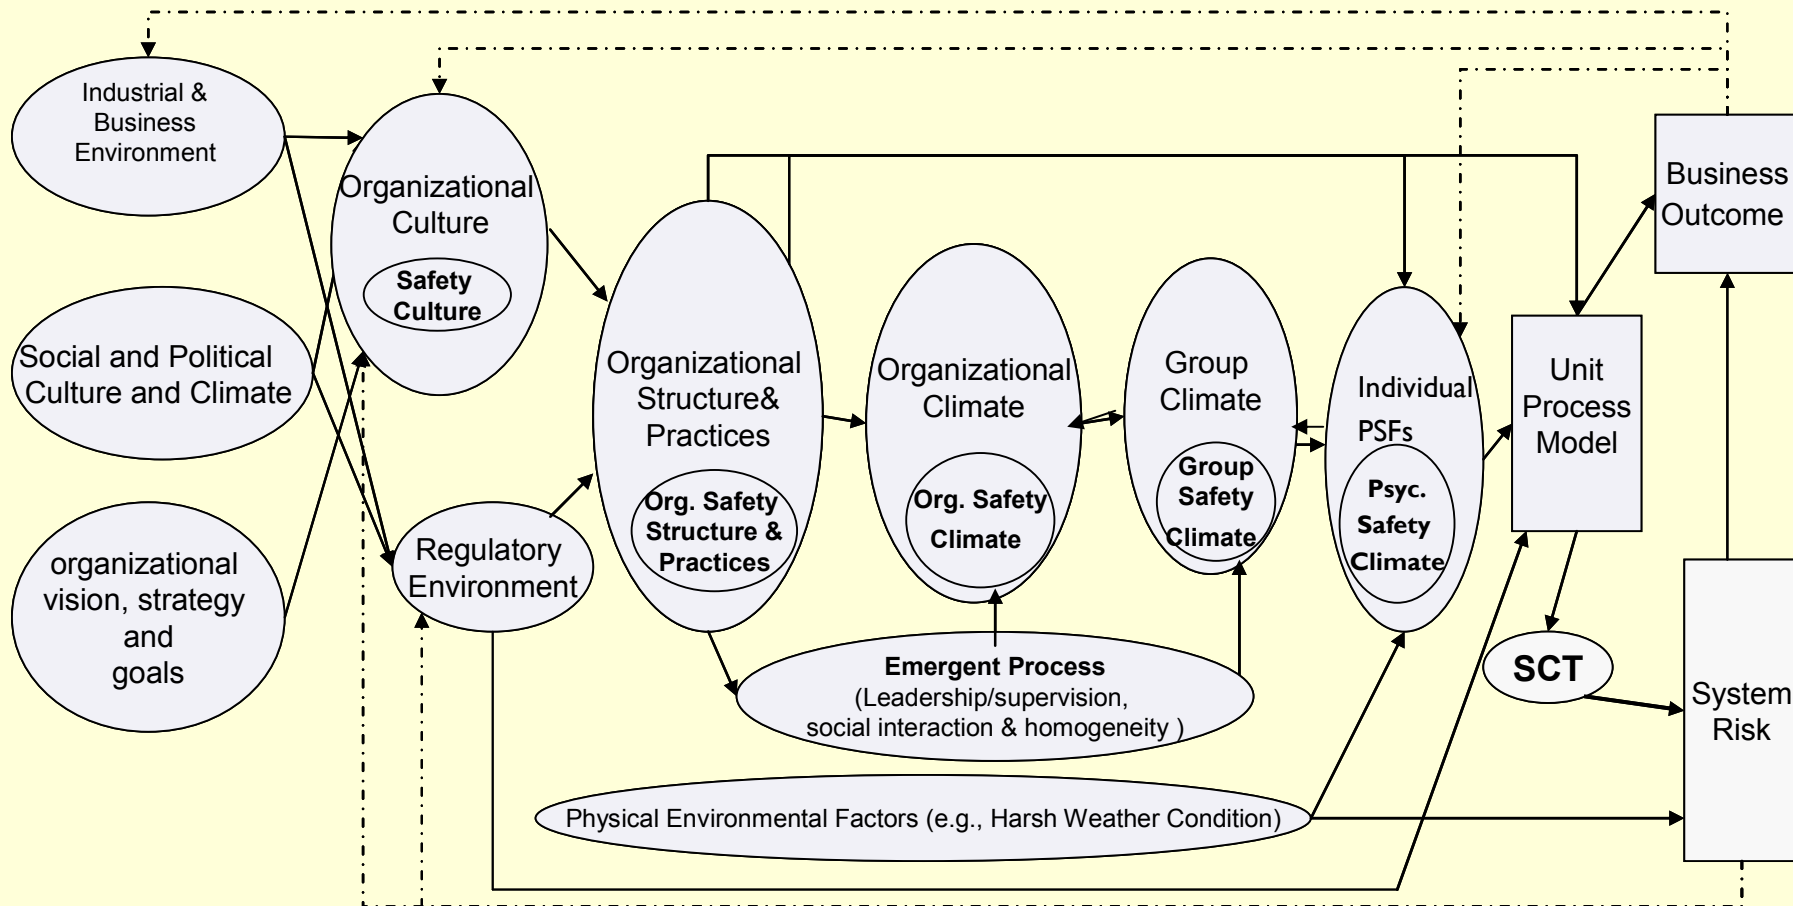 Industrial &
Business
Environment
Social and Political
Culture and Climate
organizational
vision, strategy
and
goals
Organizational
Culture
Safety
Culture
Regulatory
Environment
Organizational
Structure&
Practices
Org. Safety
Structure &
Practices
Organizational
Climate
Org. Safety
Climate
Group
Climate
Group
Safety
Climate
Individual
PSFs
Psyc.
Safety
Climate
Unit
Process
Model
Business
Outcome
SCT
System
Risk
Emergent Process
(Leadership/supervision,
social interaction & homogeneity )
Physical Environmental Factors (e.g., Harsh Weather Condition)